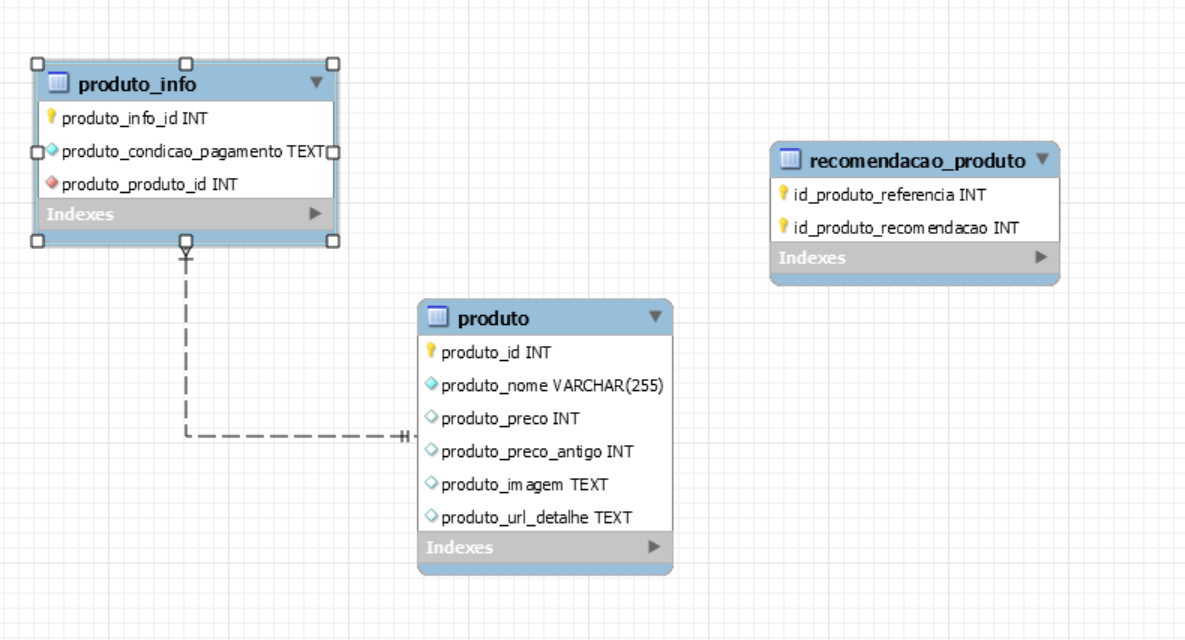 produto_info
produto_info_id INT
produto_condicao_pagamento TEXT
produto_produto_id INT
Indexes
recomendacao_produto
id_produto_referencia INT
id_produto_recomendacao INT
Indexes
produto
produto_id INT
produto_nome VARCHAR(255)
produto_preco INT
produto_preco_antigo INT
produto_imagem TEXT
produto_url_detalhe TEXT
Indexes